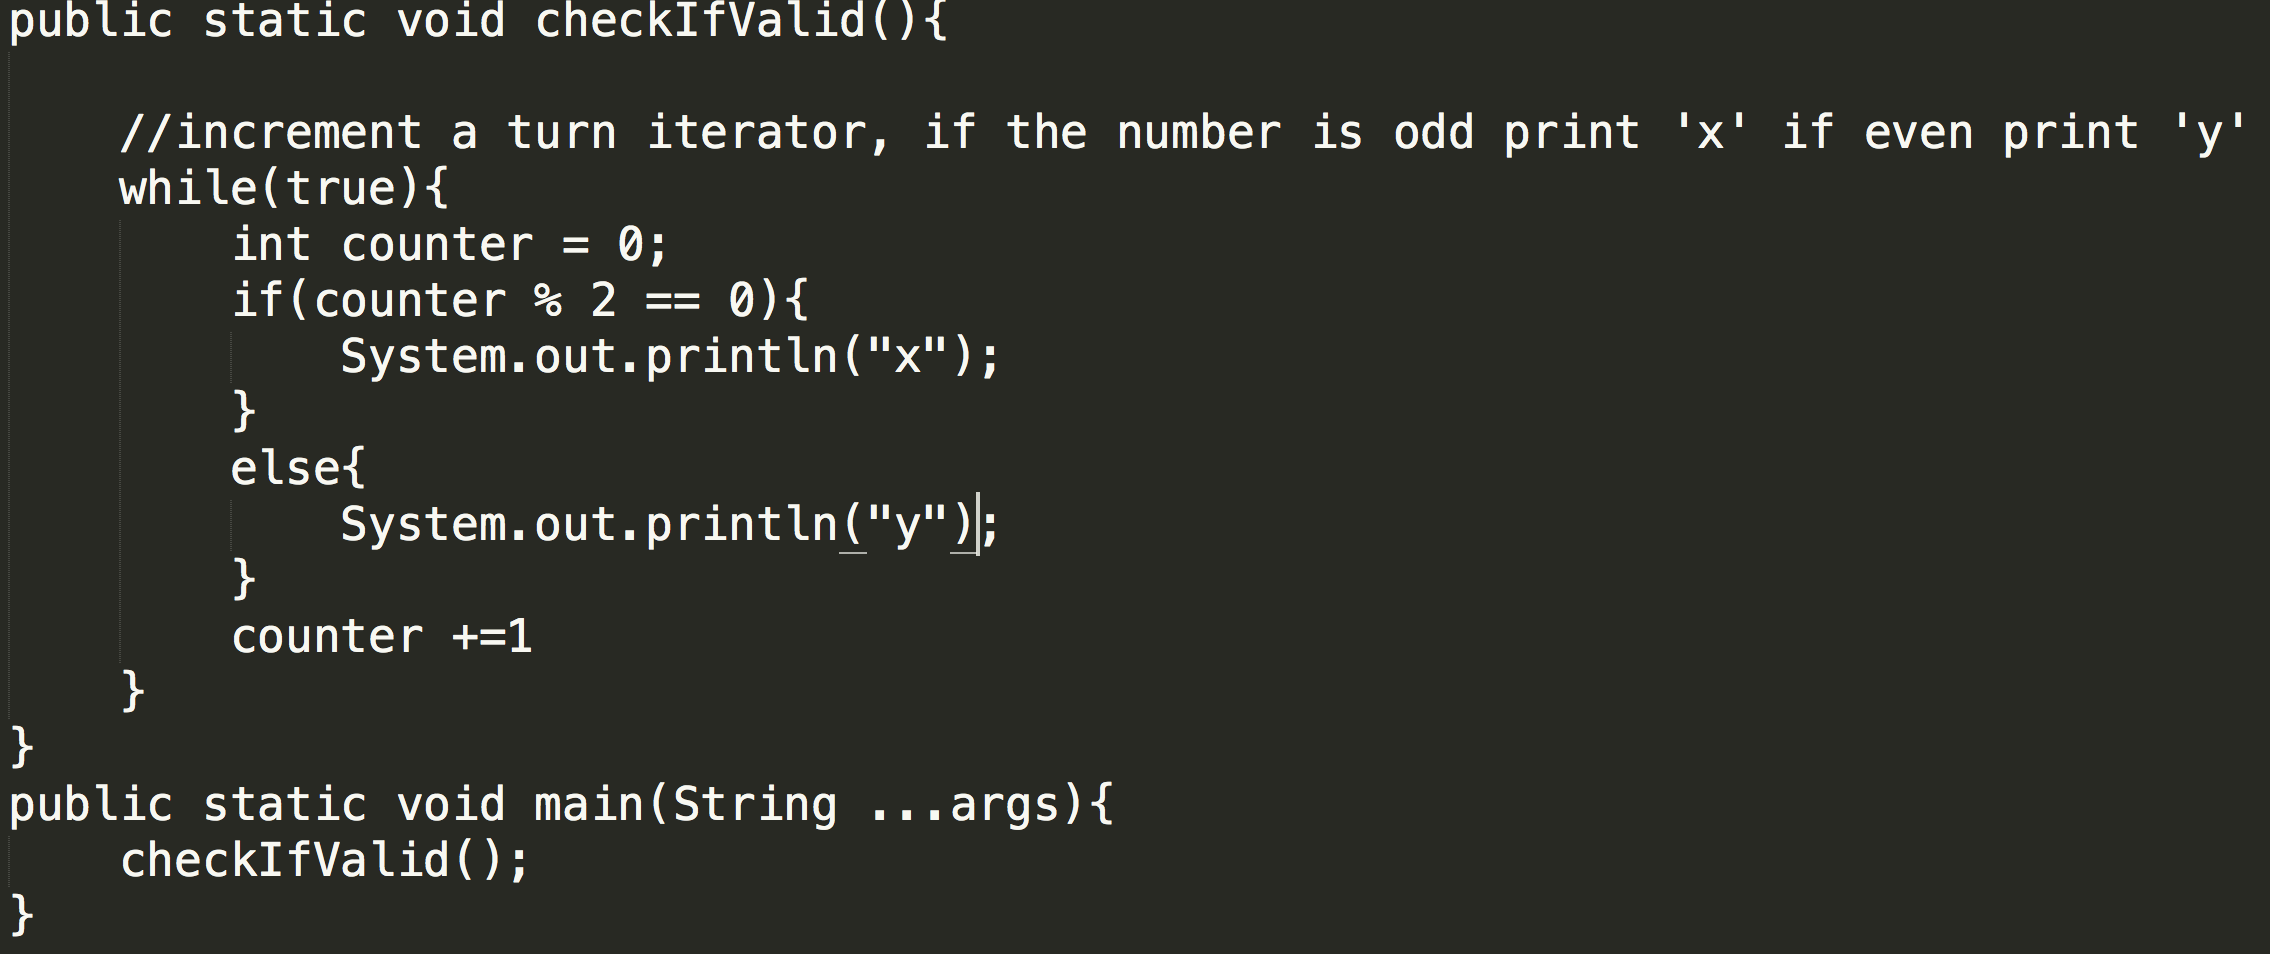 public static void checkIfValid(){
//increment a turn iterator, if the number is odd print 'x' if even print 'y'
while(true){
int counter = 0;
if(counter % 2 == 0){
System.out.println("x");
}
else{
System.out.println("y");
}
counter +=1
}
}
public static void main(String ...args){
checkIfValid();
}